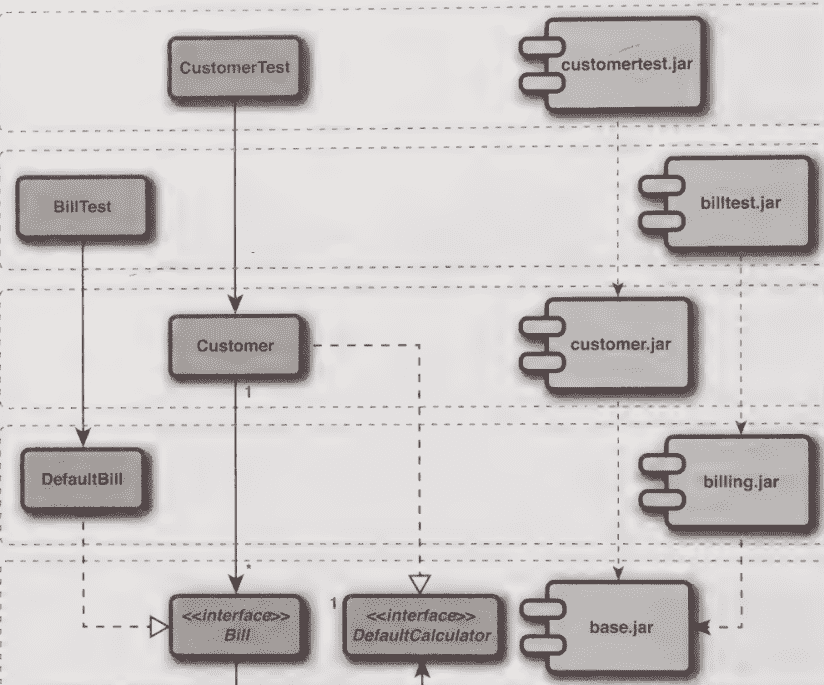 CustomerTest
customertest.jar
BillTest
billtest.jar
Customer
customer.jar
1
DefaultBill
billing.jar
*
<<interface>>
Bill
1
<<interface>>
DefaultCalculator
base.jar